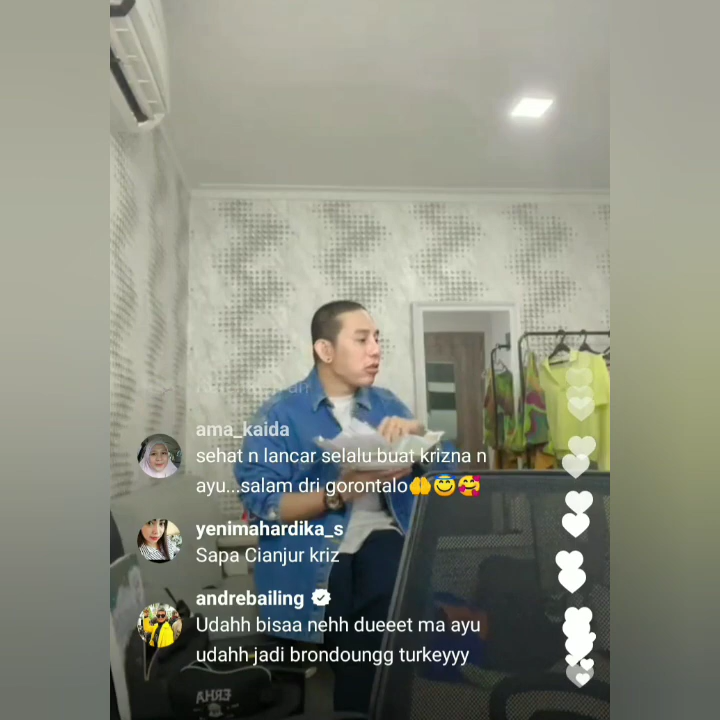 ama_kaida
sehat n lancar selalu buat krizna n
ayu...salam dri gorontalo🤲😇🥰
yenimahardika_s
Sapa Cianjur kriz
andrebailing
Udahh bisaa nehh dueeet ma ayu
udahh jadi brondoungg turkeyyy
ERHA